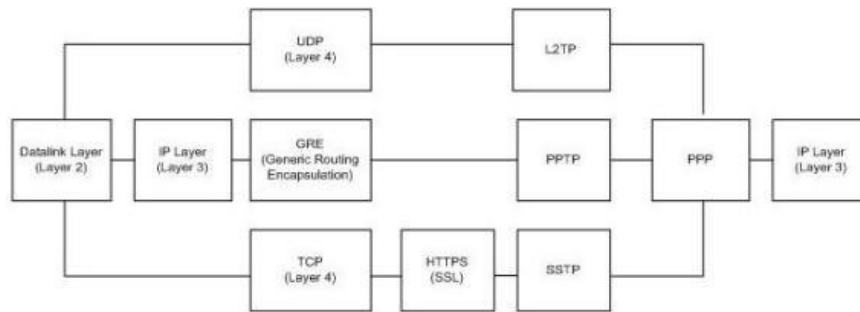 UDP
(Layer 4)
L2TP
Datalink Layer
(Layer 2)
IP Layer
(Layer 3)
GRE
(Generic Routing
Encapsulation)
PPTP
PPP
IP Layer
(Layer 3)
TCP
(Layer 4)
HTTPS
(SSL)
SSTP